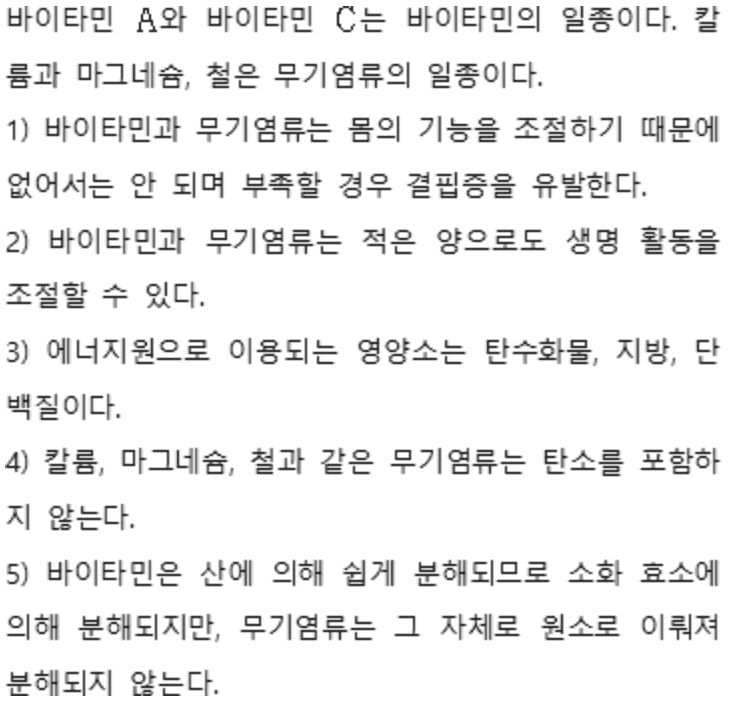 바이타민 A와 바이타민 C는 바이타민의 일종이다. 칼
륨과 마그네슘, 철은 무기염류의 일종이다.
1) 바이타민과 무기염류는 몸의 기능을 조절하기 때문에
없어서는 안 되며 부족할 경우 결핍증을 유발한다.
2) 바이타민과 무기염류는 적은 양으로도 생명 활동을
조절할 수 있다.
3) 에너지원으로 이용되는 영양소는 탄수화물, 지방, 단
백질이다.
4) 칼륨, 마그네슘, 철과 같은 무기염류는 탄소를 포함하
지 않는다.
5) 바이타민은 산에 의해 쉽게 분해되므로 소화 효소에
의해 분해되지만, 무기염류는 그 자체로 원소로 이뤄져
분해되지 않는다.